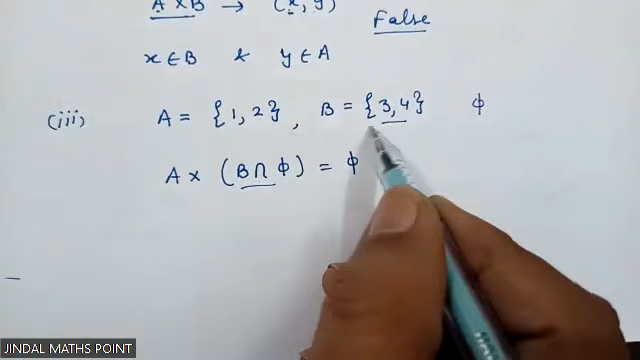 A × B → (x, y)
False
x ∈ B & y ∈ A
(iii) A = {1, 2}, B = {3, 4} ϕ
A × (B ∩ ϕ) = ϕ
JINDAL MATHS POINT